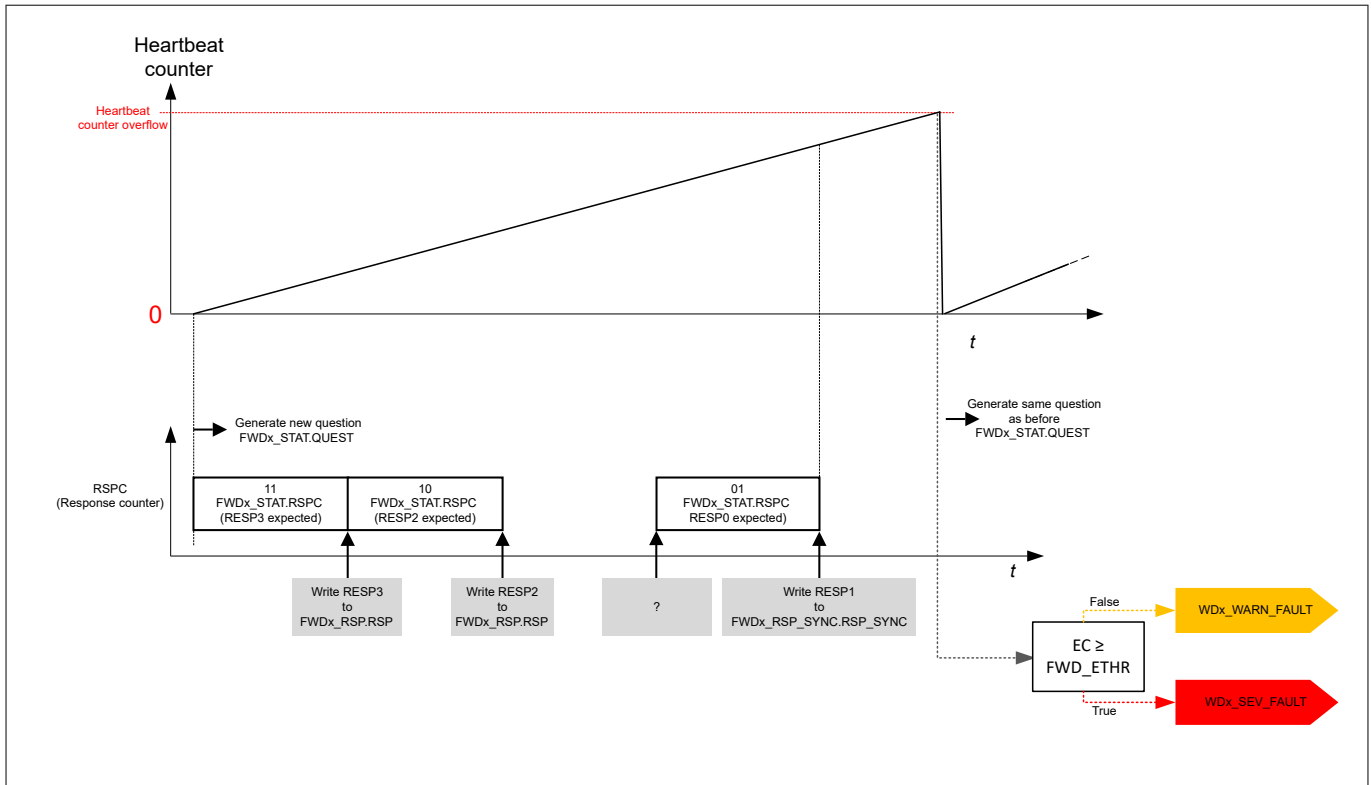 Heartbeat
counter
Heartbeat
counter overflow
0
t
Generate new question
FWDx_STAT.QUEST
Generate same question
as before
FWDx_STAT.QUEST
RSPC
(Response counter)
11
FWDx_STAT.RSPC
(RESP3 expected)
10
FWDx_STAT.RSPC
(RESP2 expected)
01
FWDx_STAT.RSPC
RESP0 expected)
t
Write RESP3
to
FWDx_RSP.RSP
Write RESP2
to
FWDx_RSP.RSP
?
Write RESP1
to
FWDx_RSP_SYNC.RSP_SYNC
False
WDx_WARN_FAULT
EC ≥
FWD_ETHR
True
WDx_SEV_FAULT